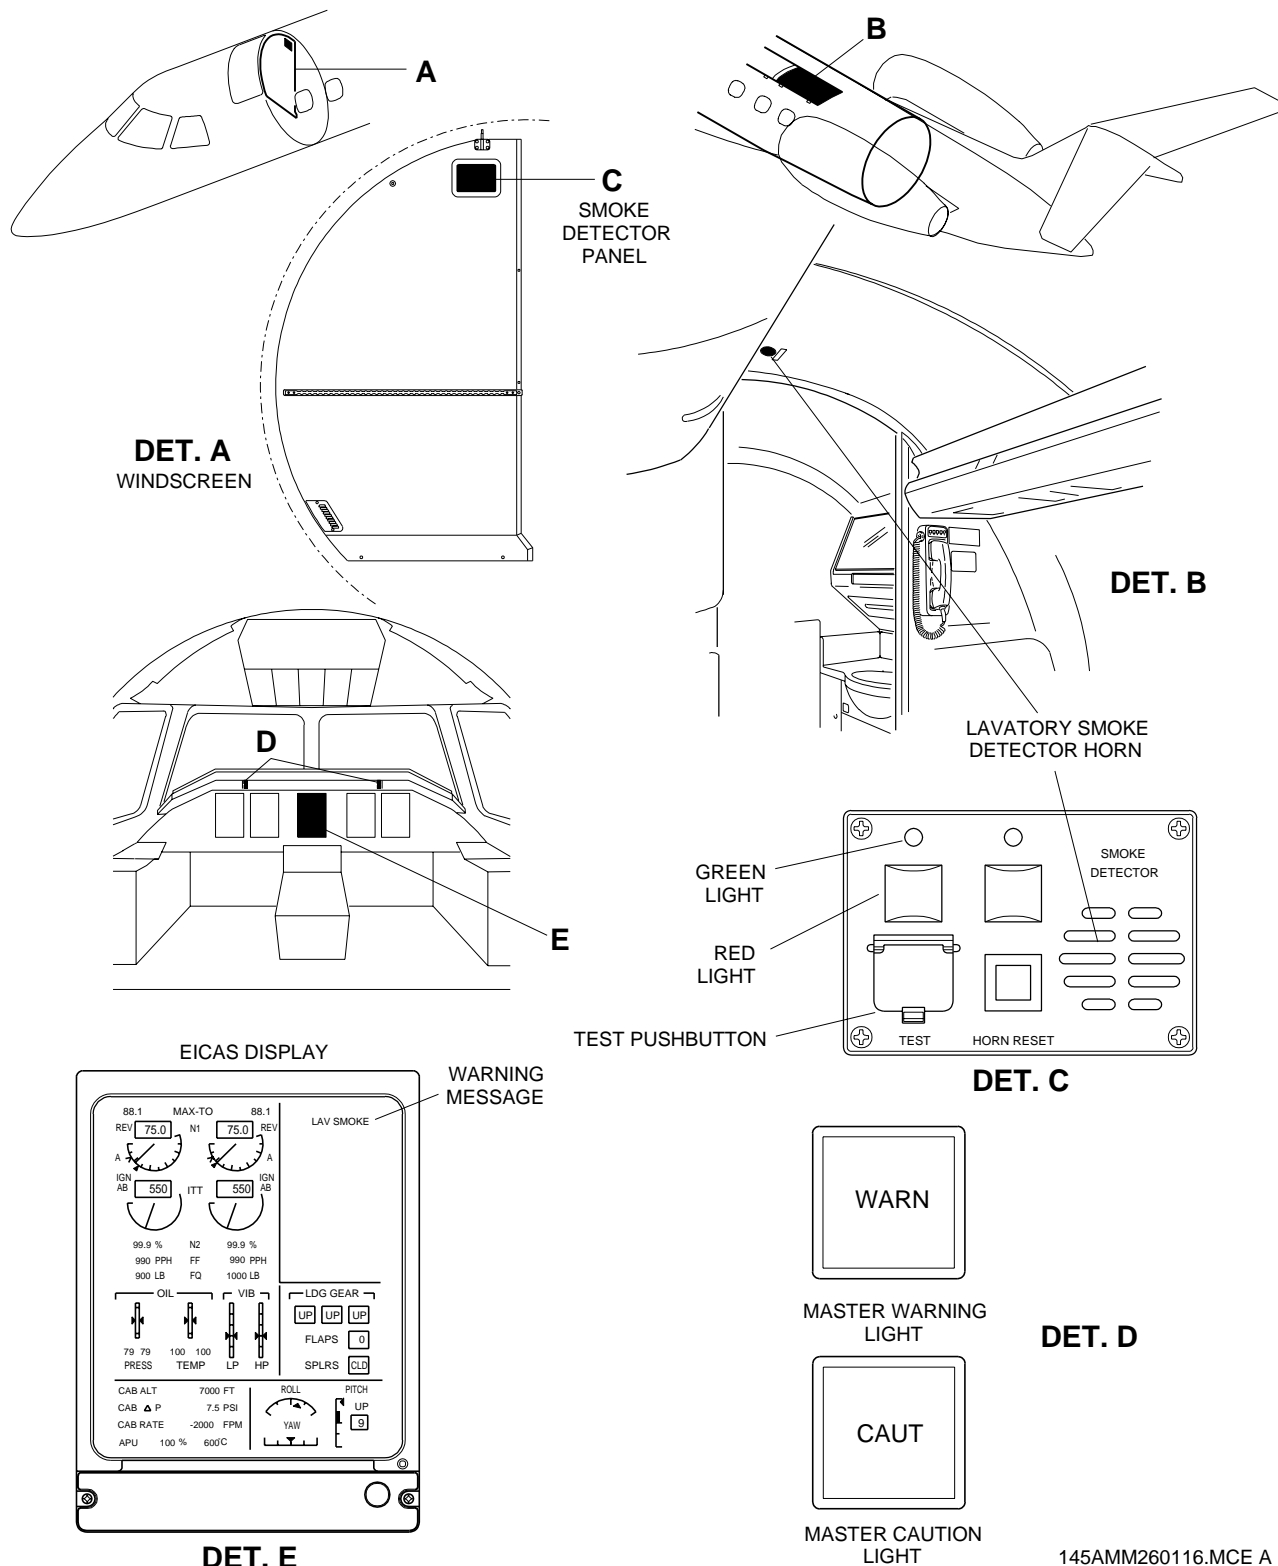 A
B
C
SMOKE
DETECTOR
PANEL
DET. A
WINDSCREEN
DET. B
LAVATORY SMOKE
DETECTOR HORN
D
E
GREEN
LIGHT
RED
LIGHT
TEST PUSHBUTTON
SMOKE
DETECTOR
TEST HORN RESET
DET. C
EICAS DISPLAY
WARNING
MESSAGE
88.1 MAX-TO 88.1
REV 75.0 N1 75.0 REV
A A
IGN IGN
AB 550 ITT 550 AB
99.9 % N2 99.9 %
990 PPH FF 990 PPH
900 LB FQ 1000 LB
LAV SMOKE
OIL VIB
79 79 100 100
PRESS TEMP LP HP
LDG GEAR
UP UP UP
FLAPS 0
SPLRS CLD
CAB ALT 7000 FT
CAB Δ P 7.5 PSI
CAB RATE -2000 FPM
APU 100 % 600°C
ROLL PITCH
UP
YAW 9
DET. E
WARN
MASTER WARNING
LIGHT
DET. D
CAUT
MASTER CAUTION
LIGHT
145AMM260116.MCE A